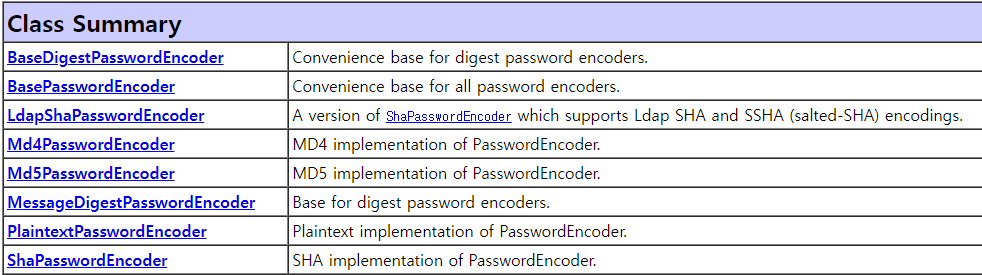 Class Summary
BaseDigestPasswordEncoder Convenience base for digest password encoders.
BasePasswordEncoder Convenience base for all password encoders.
LdapShaPasswordEncoder A version of ShaPasswordEncoder which supports Ldap SHA and SSHA (salted-SHA) encodings.
Md4PasswordEncoder MD4 implementation of PasswordEncoder.
Md5PasswordEncoder MD5 implementation of PasswordEncoder.
MessageDigestPasswordEncoder Base for digest password encoders.
PlaintextPasswordEncoder Plaintext implementation of PasswordEncoder.
ShaPasswordEncoder SHA implementation of PasswordEncoder.